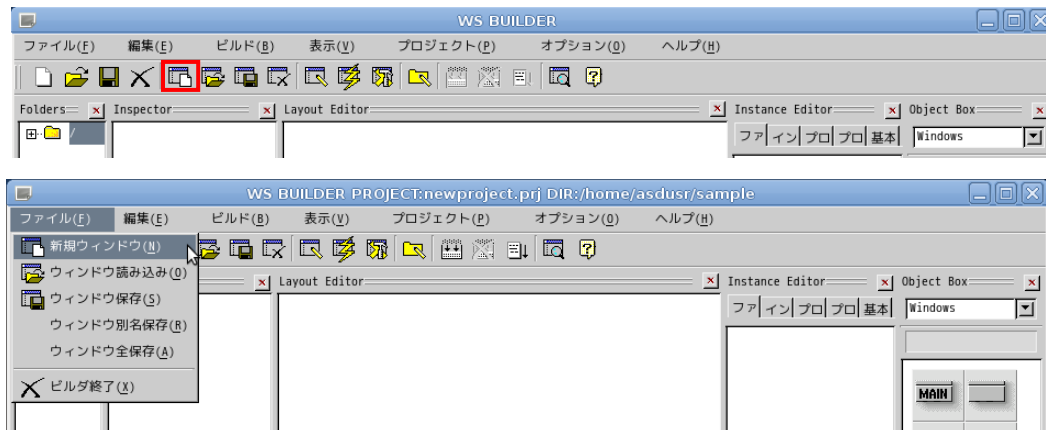 WS BUILDER
ファイル(F) 編集(E) ビルド(B) 表示(V) プロジェクト(P) オプション(O) ヘルプ(H)
Folders Inspector Layout Editor Instance Editor Object Box
/ ファ イン プロ プロ 基本 Windows
WS BUILDER PROJECT:newproject.prj DIR:/home/asdusr/sample
ファイル(F) 編集(E) ビルド(B) 表示(V) プロジェクト(P) オプション(O) ヘルプ(H)
新規ウィンドウ(N)
ウィンドウ読み込み(O)
Layout Editor Instance Editor Object Box
ウィンドウ保存(S) ファ イン プロ プロ 基本 Windows
ウィンドウ別名保存(R)
ウィンドウ全保存(A)
ビルダ終了(X)
MAIN